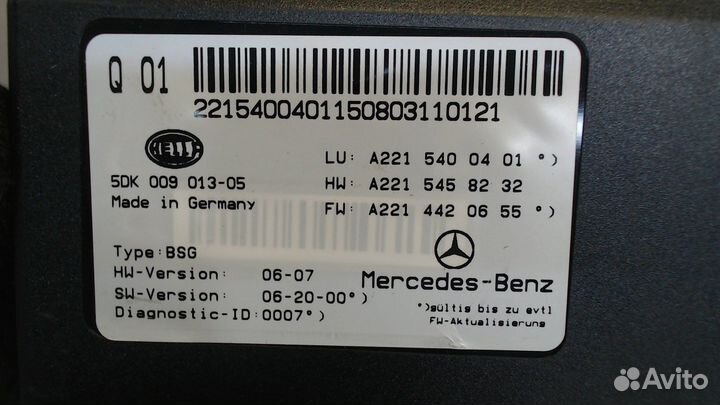 Q 01
2215400401150803110121
HELLA
LU: A221 540 04 01 °)
5DK 009 013-05
HW: A221 545 82 32
Made in Germany
FW: A221 442 06 55 °)
Type:BSG
HW-Version: 06-07
Mercedes-Benz
SW-Version: 06-20-00°)
°)gültig bis zu evtl
Diagnostic-ID:0007°)
FW-Aktualisierung
Avito